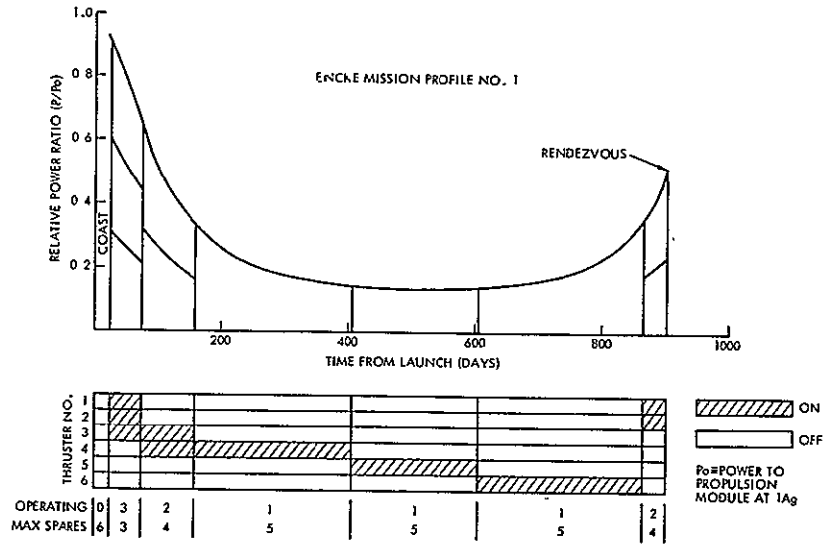 1.0
0 8
0 6
0 4
0 2
RELATIVE POWER RATIO (P/Po)
COAST
ENCKE MISSION PROFILE NO. 1
RENDEZVOUS
200
400
600
800
1000
TIME FROM LAUNCH (DAYS)
THRUSTER NO.
1
2
3
4
5
6
ON
OFF
Po≡POWER TO
PROPULSION
MODULE AT 1Ag
OPERATING 0 3 2 1 1 1 2
MAX SPARES 6 3 4 5 5 5 4